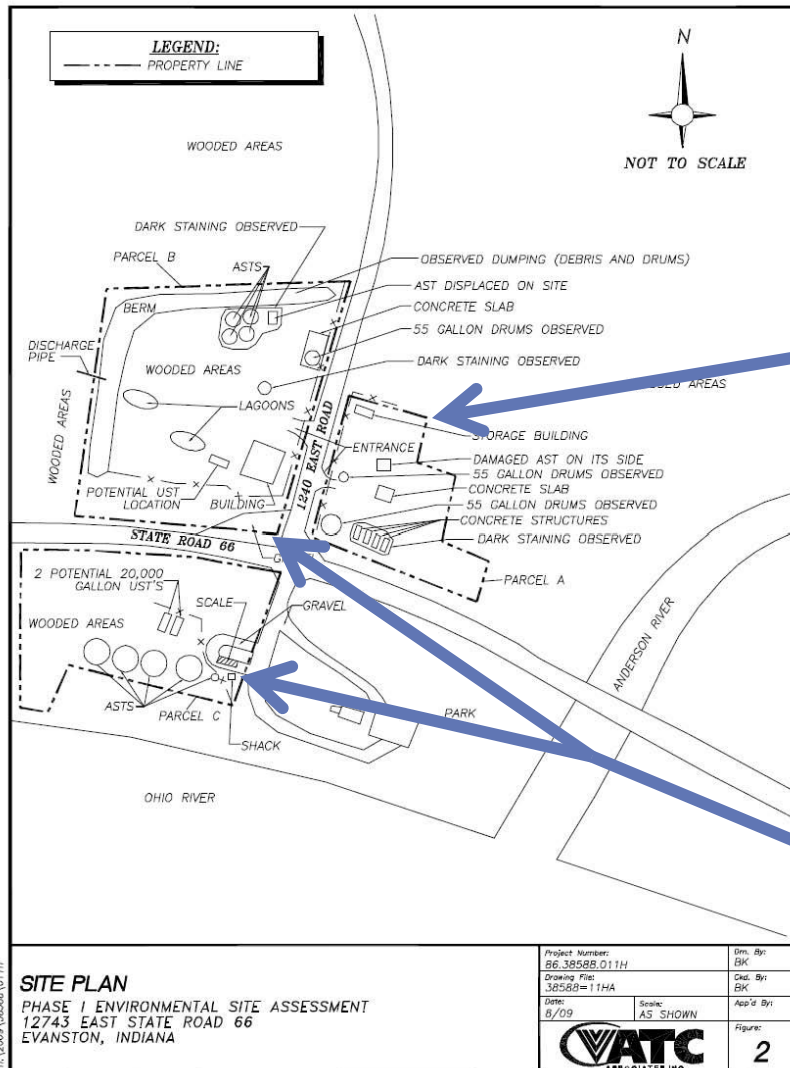 LEGEND:
PROPERTY LINE
N
NOT TO SCALE
WOODED AREAS
DARK STAINING OBSERVED
PARCEL B
ASTS
OBSERVED DUMPING (DEBRIS AND DRUMS)
AST DISPLACED ON SITE
BERM
CONCRETE SLAB
55 GALLON DRUMS OBSERVED
DISCHARGE
PIPE
WOODED AREAS
DARK STAINING OBSERVED
WOODED AREAS
LAGOONS
AREAS
STORAGE BUILDING
ENTRANCE
1240 EAST ROAD
DAMAGED AST ON ITS SIDE
55 GALLON DRUMS OBSERVED
CONCRETE SLAB
POTENTIAL UST
LOCATION
BUILDING
55 GALLON DRUMS OBSERVED
CONCRETE STRUCTURES
DARK STAINING OBSERVED
STATE ROAD 66
PARCEL A
2 POTENTIAL 20,000
GALLON UST'S
SCALE
GRAVEL
WOODED AREAS
ANDERSON RIVER
ASTS
PARCEL C
PARK
SHACK
OHIO RIVER
SITE PLAN
PHASE I ENVIRONMENTAL SITE ASSESSMENT
12743 EAST STATE ROAD 66
EVANSTON, INDIANA
Project Number:
86.38588.011H
Drn. By:
BK
Drawing File:
38588=11HA
Ckd. By:
BK
Date:
8/09
Scale:
AS SHOWN
App'd By:
ATC
ASSOCIATES INC.
Figure:
2